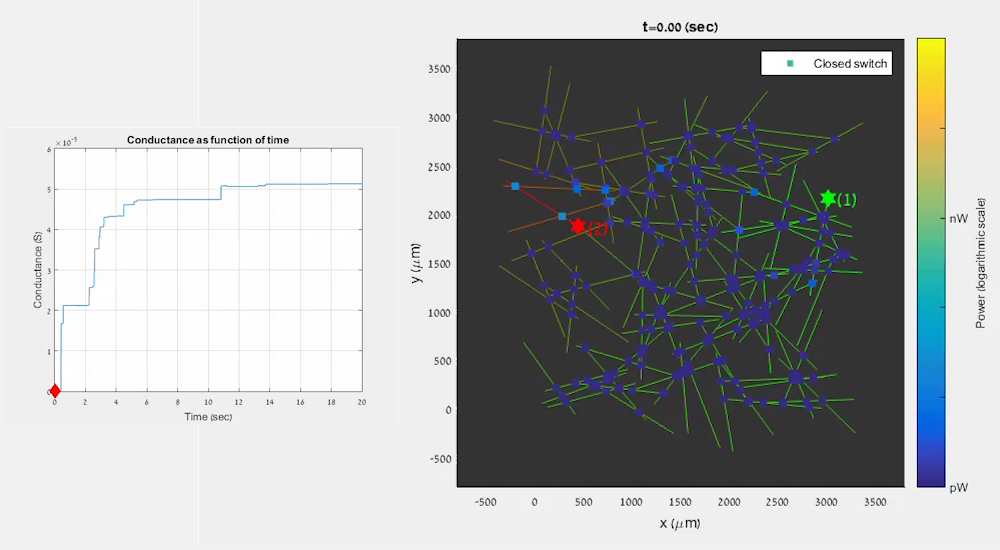 t=0.00 (sec)
Closed switch
3500
3000
2500
2000
1500
1000
500
0
-500
y (μm)
-500 0 500 1000 1500 2000 2500 3000 3500
x (μm)
(1)
(2)
nW
pW
Power (logarithmic scale)
Conductance as function of time
×10⁻⁵
6
5
4
3
2
1
0
Conductance (S)
0 2 4 6 8 10 12 14 16 18 20
Time (sec)